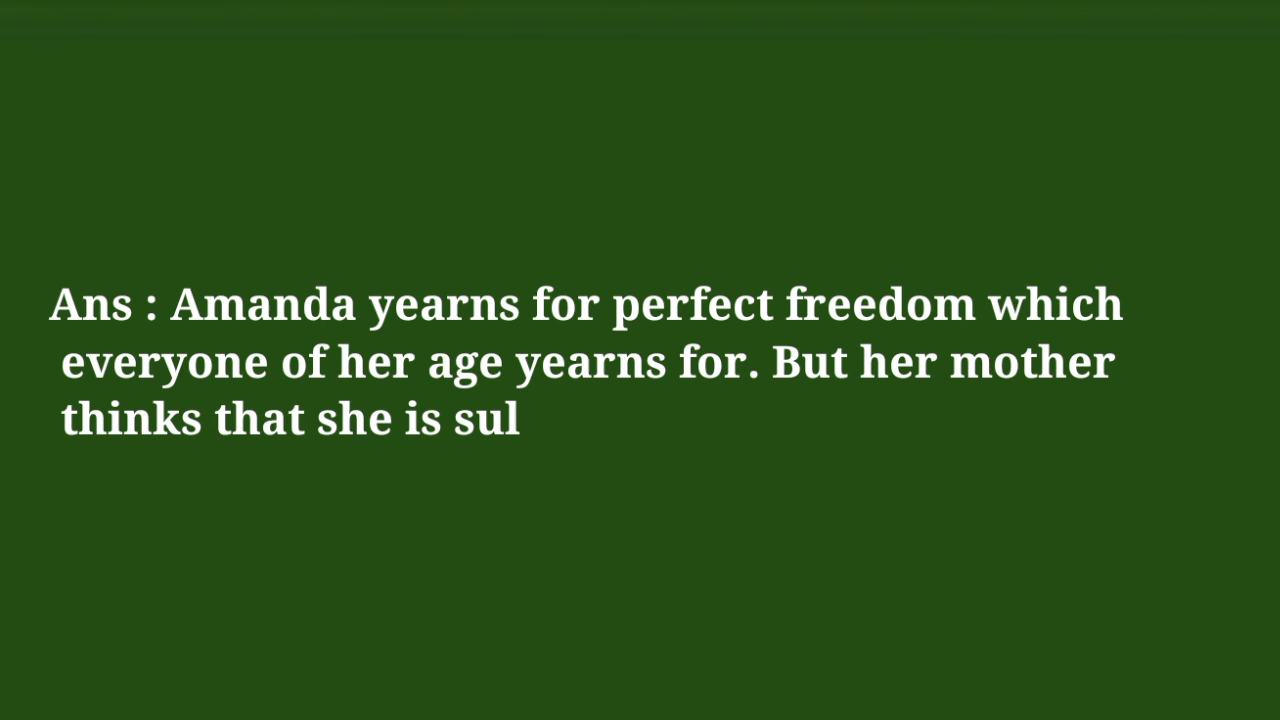 Ans : Amanda yearns for perfect freedom which
everyone of her age yearns for. But her mother
thinks that she is sul